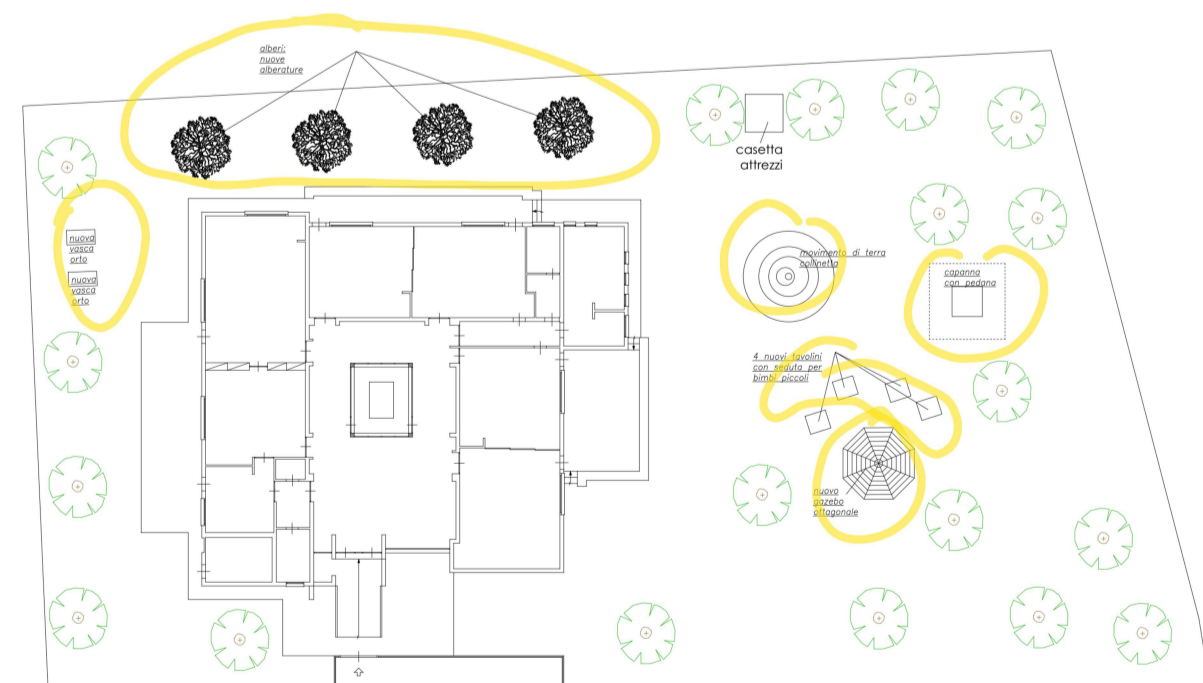 alberi:
nuove
alberature
casetta
attrezzi
nuova
vasca
orto
nuova
vasca
orto
movimento di terra
collinetta
capanna
con pedana
4 nuovi tavolini
con seduta per
bimbi piccoli
nuovo
gazebo
ottagonale